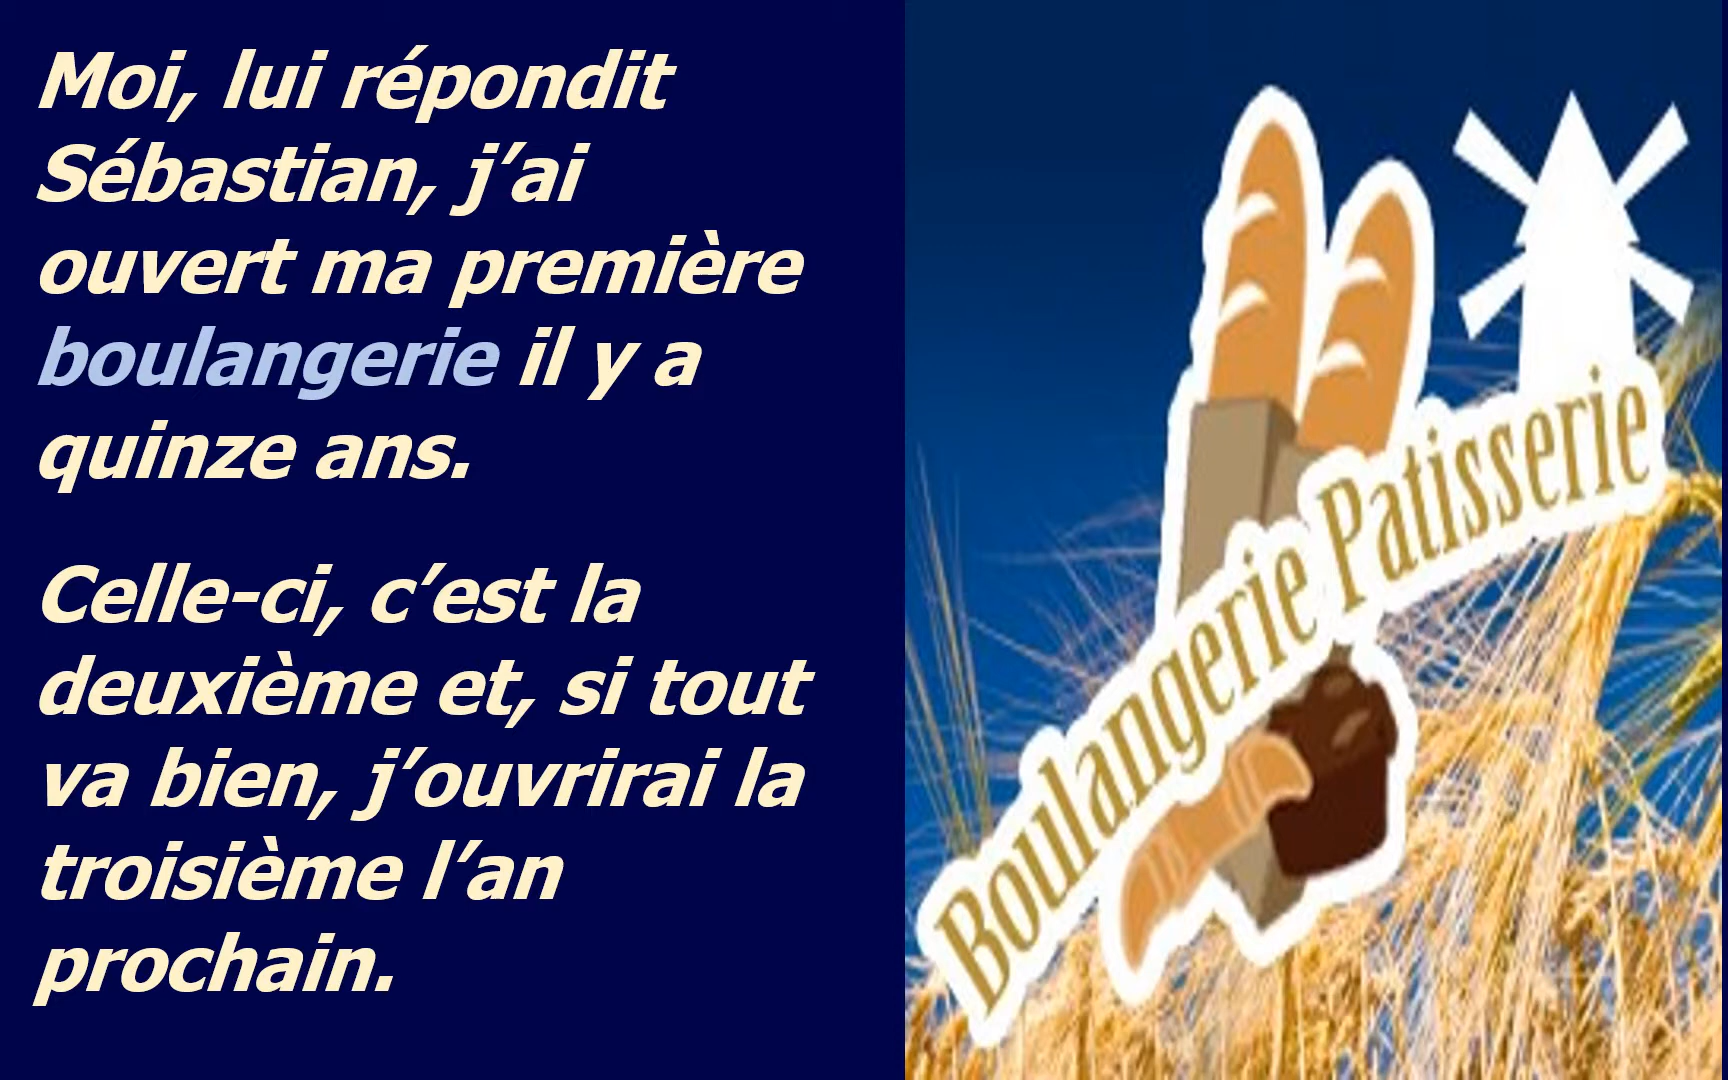 Moi, lui répondit
Sébastian, j’ai
ouvert ma première
boulangerie il y a
quinze ans.
Celle-ci, c’est la
deuxième et, si tout
va bien, j’ouvrirai la
troisième l’an
prochain.
Boulangerie Patisserie